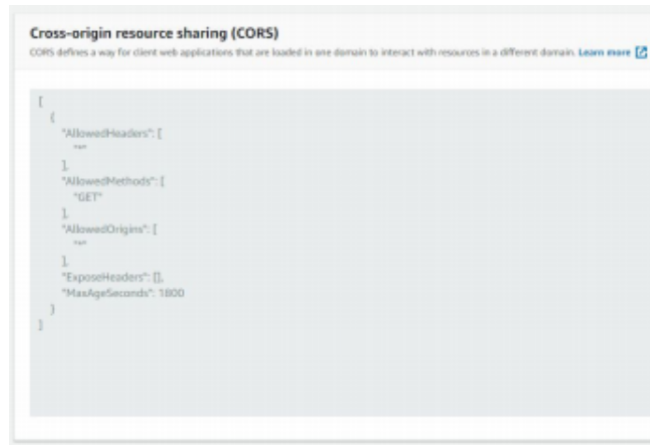 Cross-origin resource sharing (CORS)
CORS defines a way for client web applications that are loaded in one domain to interact with resources in a different domain. Learn more
[
{
"AllowedHeaders": [
"*"
],
"AllowedMethods": [
"GET"
],
"AllowedOrigins": [
"*"
],
"ExposeHeaders": [],
"MaxAgeSeconds": 1800
}
]